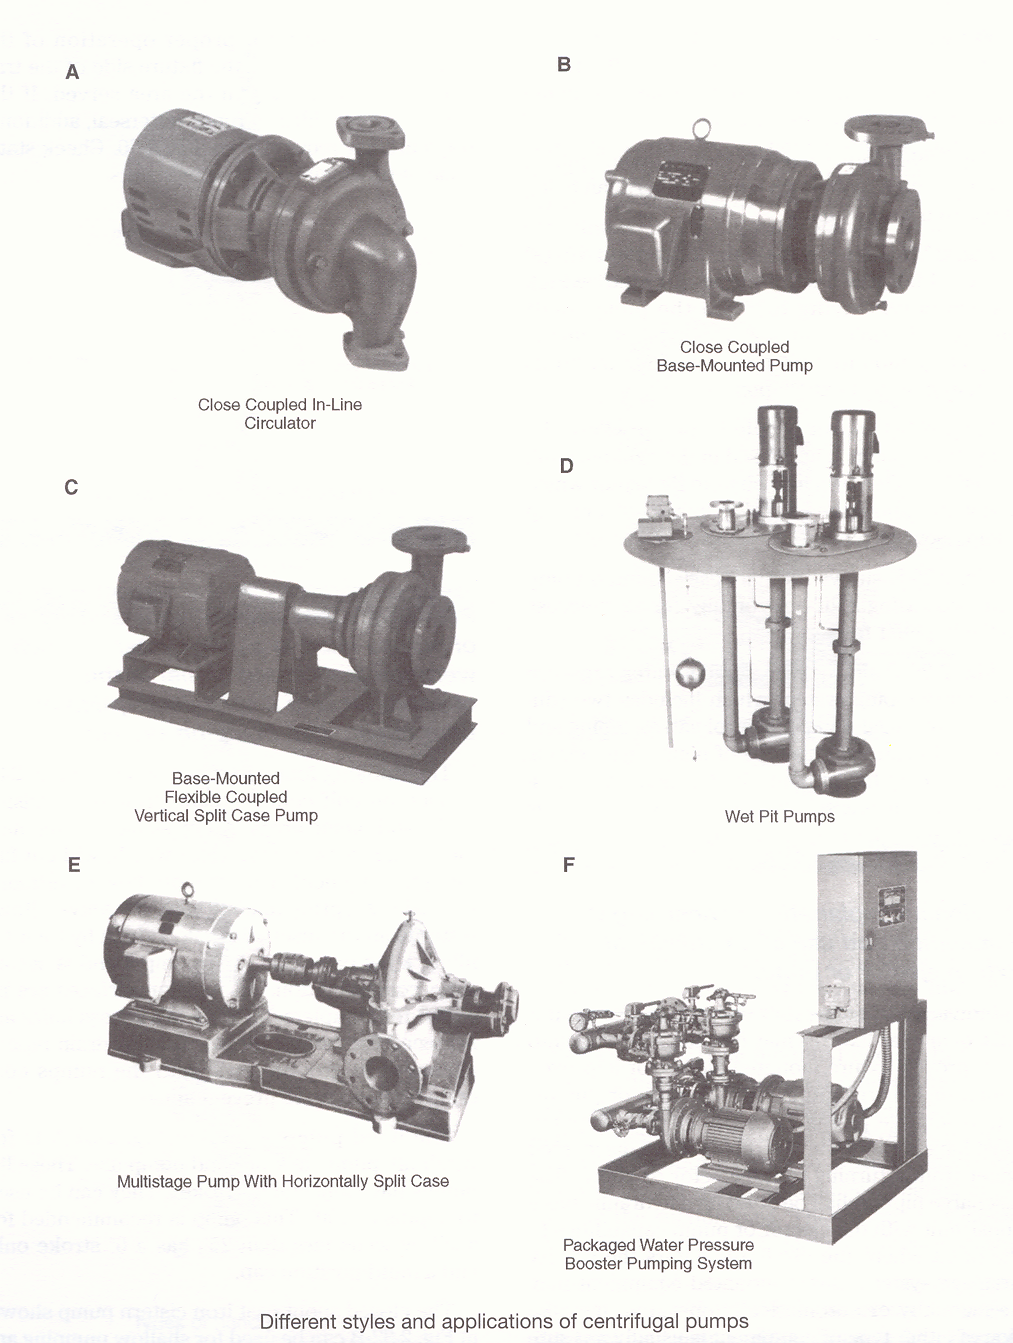 A
B
Close Coupled In-Line
Circulator
Close Coupled
Base-Mounted Pump
C
D
Base-Mounted
Flexible Coupled
Vertical Split Case Pump
Wet Pit Pumps
E
F
Multistage Pump With Horizontally Split Case
Packaged Water Pressure
Booster Pumping System
Different styles and applications of centrifugal pumps